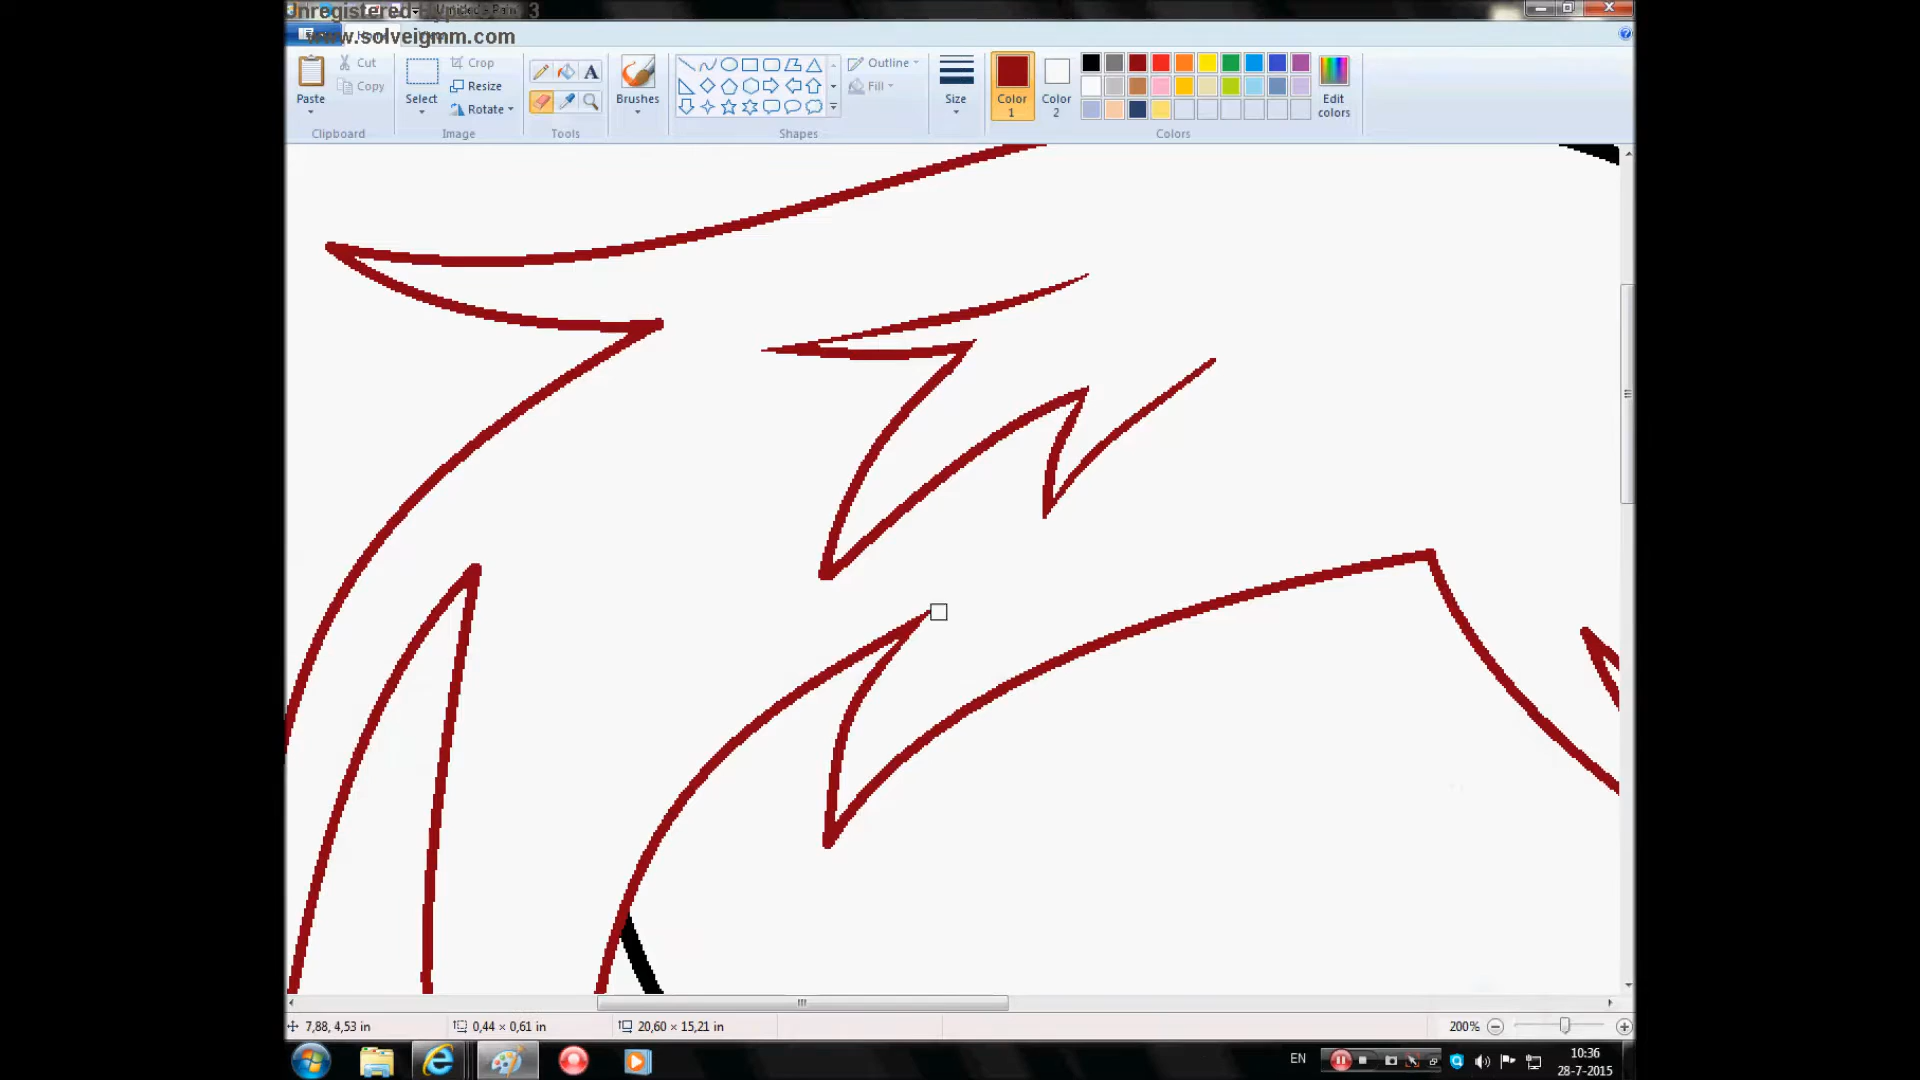 Unregistered
3
www.solveigmm.com
Paste
Cut
Copy
Clipboard
Select
Crop
Resize
Rotate
Image
A
Tools
Brushes
Shapes
Outline
Fill
Size
Color
1
Color
2
Edit
colors
Colors
7,88, 4,53 in
0,44 × 0,61 in
20,60 × 15,21 in
200%
EN
10:36
28-7-2015